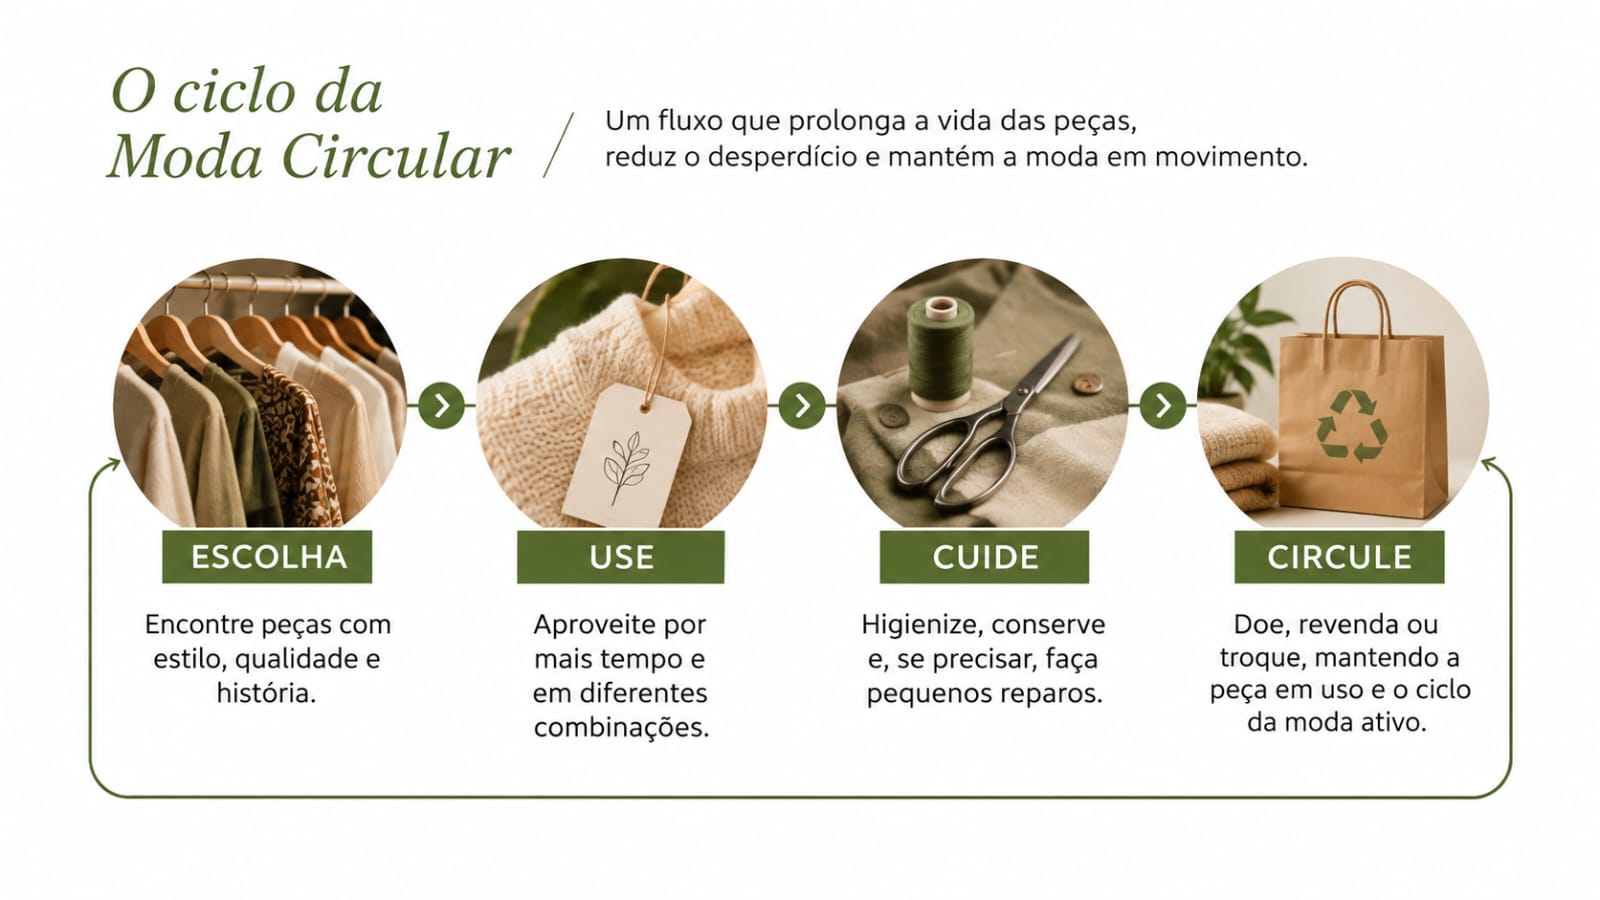 O ciclo da
Moda Circular
Um fluxo que prolonga a vida das peças,
reduz o desperdício e mantém a moda em movimento.
ESCOLHA
Encontre peças com
estilo, qualidade e
história.
USE
Aproveite por
mais tempo e
em diferentes
combinações.
CUIDE
Higienize, conserve
e, se precisar, faça
pequenos reparos.
CIRCULE
Doe, revenda ou
troque, mantendo a
peça em uso e o ciclo
da moda ativo.